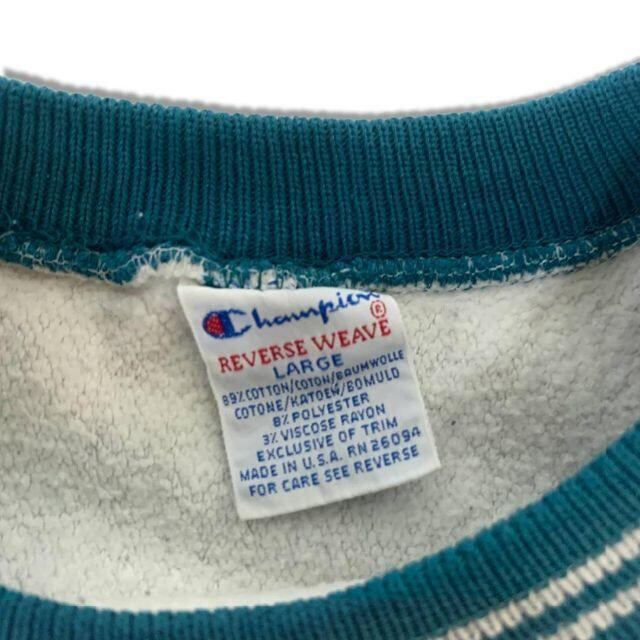 Champion®
REVERSE WEAVE
LARGE
89% COTTON/COTON/BAUMWOLLE
COTONE/KATOEN/BOMULD
8% POLYESTER
3% VISCOSE RAYON
EXCLUSIVE OF TRIM
MADE IN U.S.A. RN 26094
FOR CARE SEE REVERSE